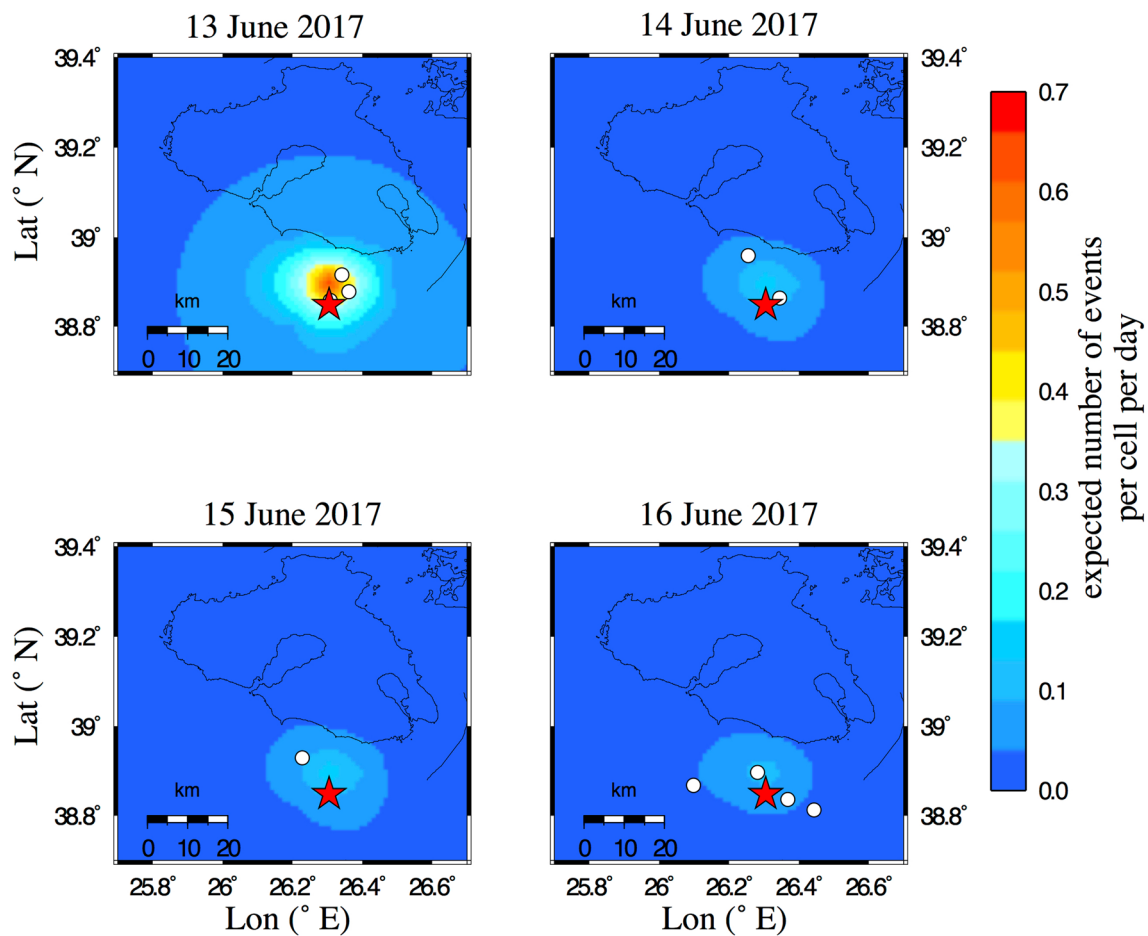 13 June 2017
14 June 2017
39.4˚
39.2˚
39˚
38.8˚
Lat (˚ N)
km
0 10 20
km
0 10 20
39.4˚
39.2˚
39˚
38.8˚
0.7
0.6
0.5
0.4
0.3
0.2
0.1
0.0
expected number of events
per cell per day
15 June 2017
16 June 2017
39.4˚
39.2˚
39˚
38.8˚
Lat (˚ N)
km
0 10 20
km
0 10 20
39.4˚
39.2˚
39˚
38.8˚
25.8˚ 26˚ 26.2˚ 26.4˚ 26.6˚
25.8˚ 26˚ 26.2˚ 26.4˚ 26.6˚
Lon (˚ E)
Lon (˚ E)